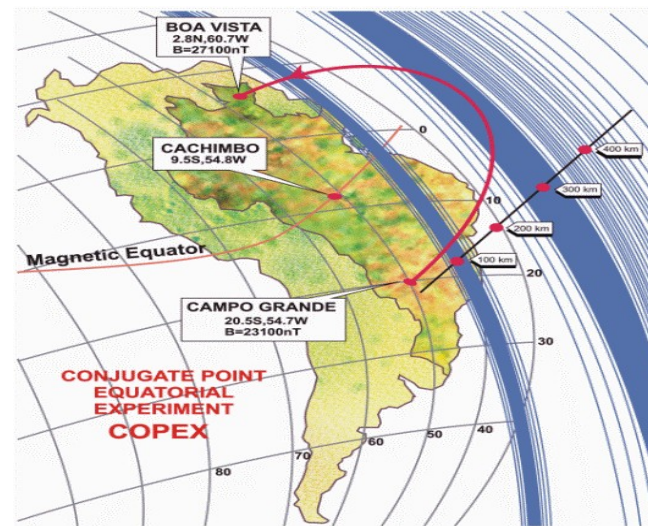 BOA VISTA
2.8N,60.7W
B=27100nT
CACHIMBO
9.5S,54.8W
0
400 km
300 km
10
200 km
Magnetic Equator
100 km
20
CAMPO GRANDE
20.5S,54.7W
B=23100nT
30
CONJUGATE POINT
EQUATORIAL
EXPERIMENT
COPEX
40
50
60
70
80